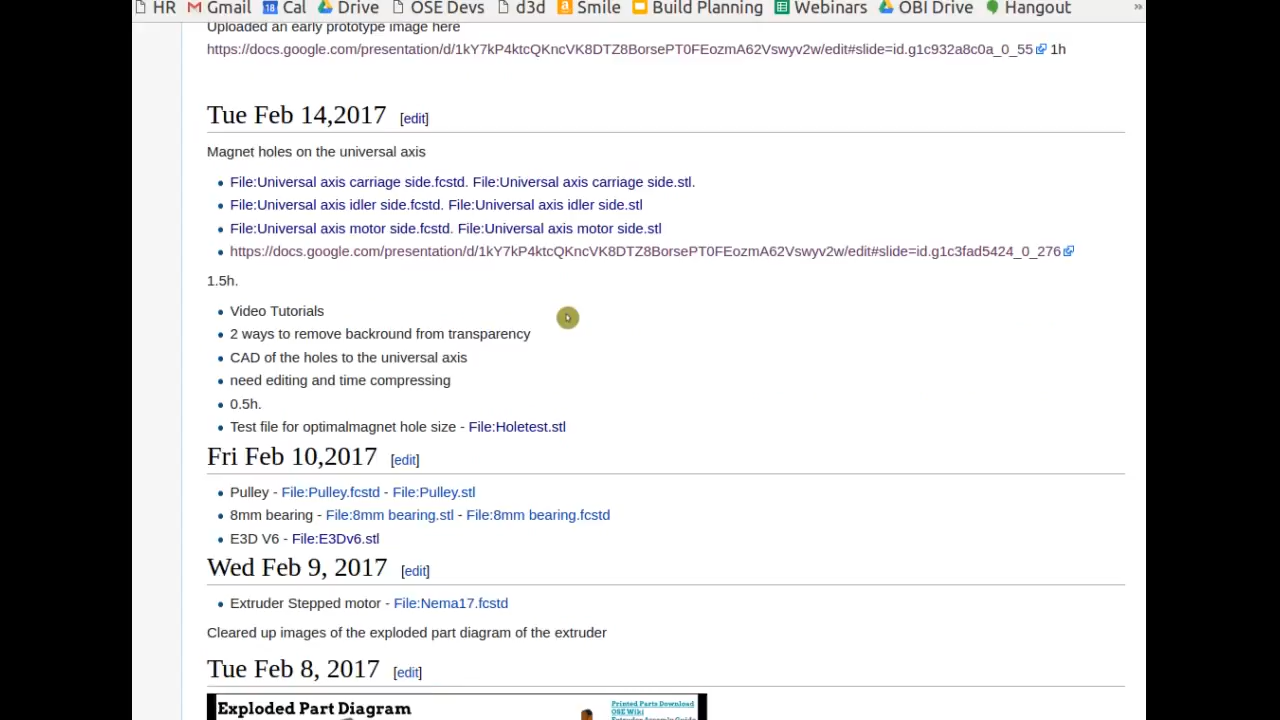 HR Gmail 18 Cal Drive OSE Devs d3d Smile Build Planning Webinars OBI Drive Hangout »
Uploaded an early prototype image here
https://docs.google.com/presentation/d/1kY7kP4ktcQKncVK8DTZ8BorsePT0FEozmA62Vswyv2w/edit#slide=id.g1c932a8c0a_0_55 1h
Tue Feb 14,2017 [edit]
Magnet holes on the universal axis
File:Universal axis carriage side.fcstd. File:Universal axis carriage side.stl.
File:Universal axis idler side.fcstd. File:Universal axis idler side.stl
File:Universal axis motor side.fcstd. File:Universal axis motor side.stl
https://docs.google.com/presentation/d/1kY7kP4ktcQKncVK8DTZ8BorsePT0FEozmA62Vswyv2w/edit#slide=id.g1c3fad5424_0_276
1.5h.
Video Tutorials
2 ways to remove backround from transparency
CAD of the holes to the universal axis
need editing and time compressing
0.5h.
Test file for optimalmagnet hole size - File:Holetest.stl
Fri Feb 10,2017 [edit]
Pulley - File:Pulley.fcstd - File:Pulley.stl
8mm bearing - File:8mm bearing.stl - File:8mm bearing.fcstd
E3D V6 - File:E3Dv6.stl
Wed Feb 9, 2017 [edit]
Extruder Stepped motor - File:Nema17.fcstd
Cleared up images of the exploded part diagram of the extruder
Tue Feb 8, 2017 [edit]
Exploded Part Diagram
Printed Parts Download
OSE Wiki